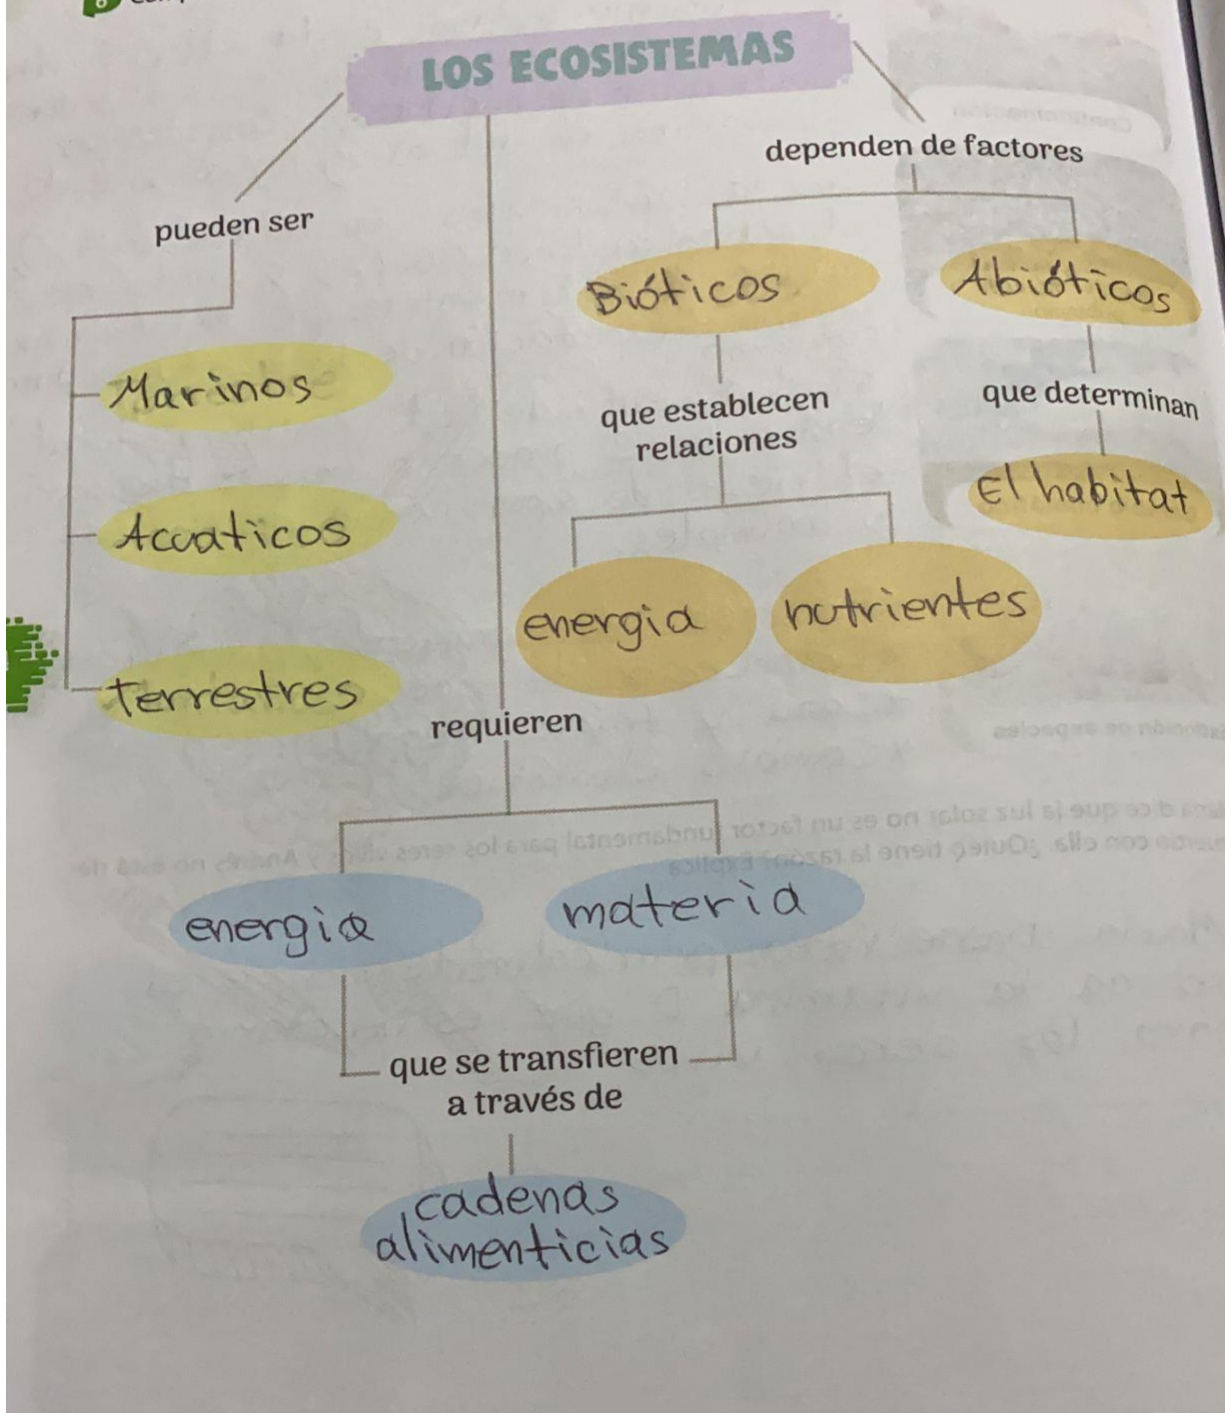 LOS ECOSISTEMAS
dependen de factores
pueden ser
Bióticos
Abióticos
Marinos
que establecen
relaciones
que determinan
El habitat
Acuaticos
energia
nutrientes
terrestres
requieren
energia
materia
que se transfieren
a través de
cadenas
alimenticias